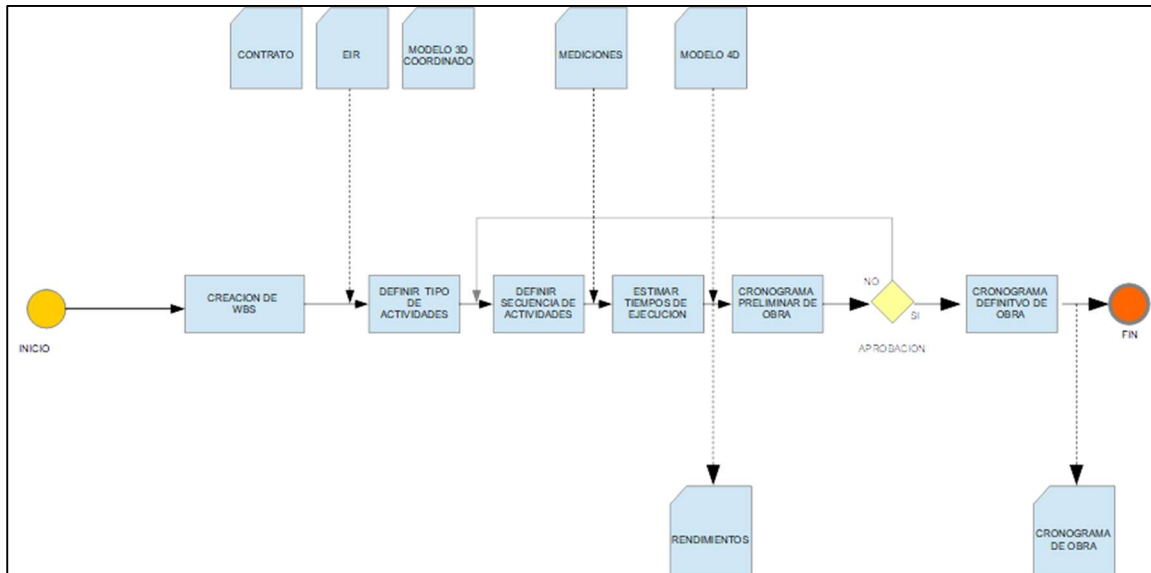 CONTRATO
EIR
MODELO 3D
COORDINADO
MEDICIONES
MODELO 4D
INICIO
CREACION DE
WBS
DEFINIR TIPO
DE
ACTIVIDADES
DEFINIR
SECUENCIA DE
ACTIVIDADES
ESTIMAR
TIEMPOS DE
EJECUCION
CRONOGRAMA
PRELIMINAR DE
OBRA
NO
SI
APROBACION
CRONOGRAMA
DEFINITVO DE
OBRA
FIN
RENDIMIENTOS
CRONOGRAMA
DE OBRA